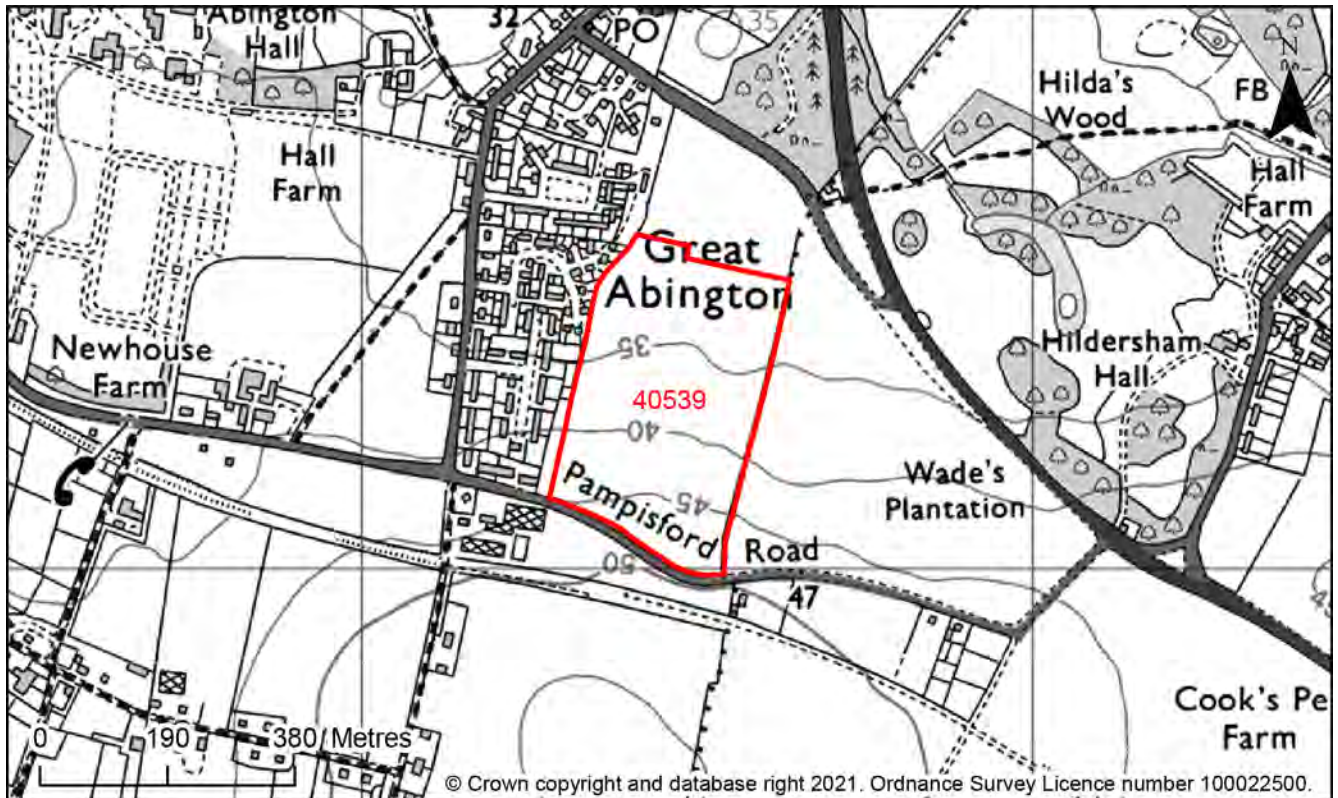 Abington
Hall
32
PO
35
N
Hilda's
Wood
FB
Hall
Farm
Hall
Farm
Great
Abington
Newhouse
Farm
35
Hildersham
Hall
40539
40
Wade's
Plantation
45
Pampisford Road
50
47
Cook's Pe
Farm
0 190 380 Metres
© Crown copyright and database right 2021. Ordnance Survey Licence number 100022500.